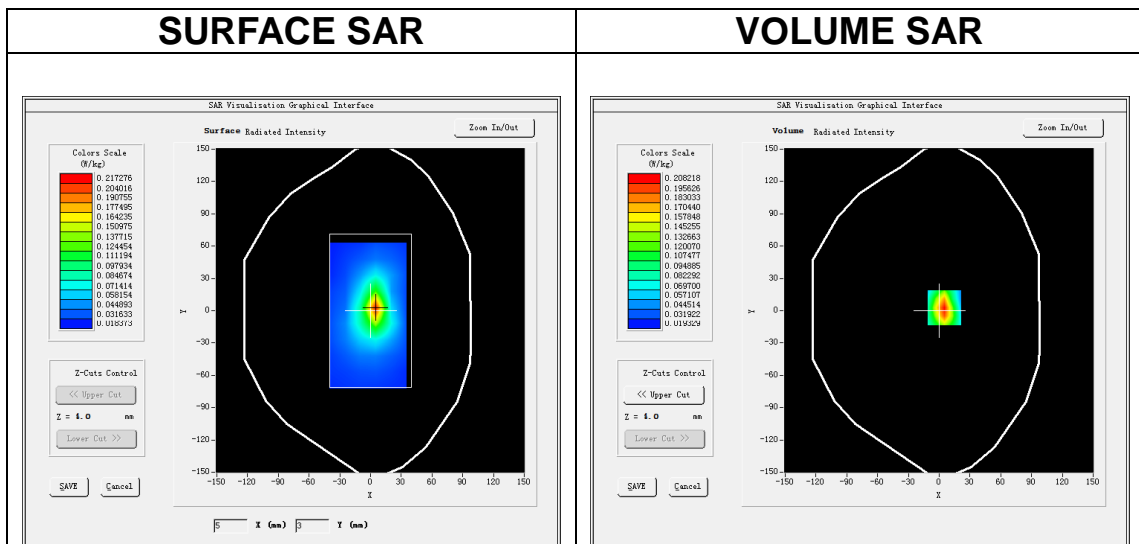 SURFACE SAR
SAR Visualisation Graphical Interface
Surface Radiated Intensity
Zoom In/Out
Colors Scale
(W/kg)
0.217276
0.204016
0.190755
0.177495
0.164235
0.150975
0.137715
0.124454
0.111194
0.097934
0.084674
0.071414
0.058154
0.044893
0.031633
0.018373
Z-Cuts Control
<< Upper Cut
Z = 4.0 mm
Lower Cut >>
SAVE Cancel
150
120
90
60
30
0
-30
-60
-90
-120
-150
Y
-150 -120 -90 -60 -30 0 30 60 90 120 150
X
5 X (mm) 3 Y (mm)
VOLUME SAR
SAR Visualisation Graphical Interface
Volume Radiated Intensity
Zoom In/Out
Colors Scale
(W/kg)
0.208218
0.195626
0.183033
0.170440
0.157848
0.145255
0.132663
0.120070
0.107477
0.094885
0.082292
0.069700
0.057107
0.044514
0.031922
0.019329
Z-Cuts Control
<< Upper Cut
Z = 4.0 mm
Lower Cut >>
SAVE Cancel
150
120
90
60
30
0
-30
-60
-90
-120
-150
Y
-150 -120 -90 -60 -30 0 30 60 90 120 150
X